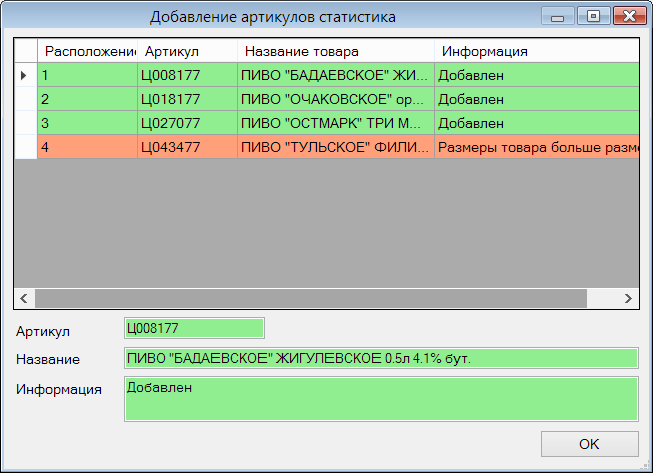 Добавление артикулов статистика
Расположение Артикул Название товара Информация
1 Ц008177 ПИВО "БАДАЕВСКОЕ" ЖИ... Добавлен
2 Ц018177 ПИВО "ОЧАКОВСКОЕ" ор... Добавлен
3 Ц027077 ПИВО "ОСТМАРК" ТРИ М... Добавлен
4 Ц043477 ПИВО "ТУЛЬСКОЕ" ФИЛИ... Размеры товара больше разме
Артикул Ц008177
Название ПИВО "БАДАЕВСКОЕ" ЖИГУЛЕВСКОЕ 0.5л 4.1% бут.
Информация Добавлен
OK